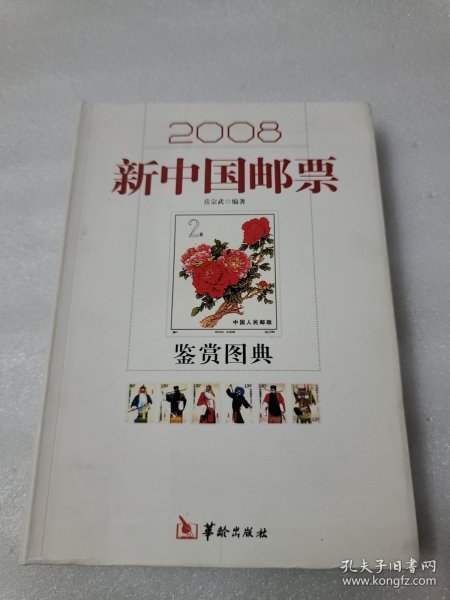 2008
新中国邮票
岳宗武○编著
2元
中国人民邮政
鉴赏图典
华龄出版社
孔夫子旧书网
www.kongfz.com